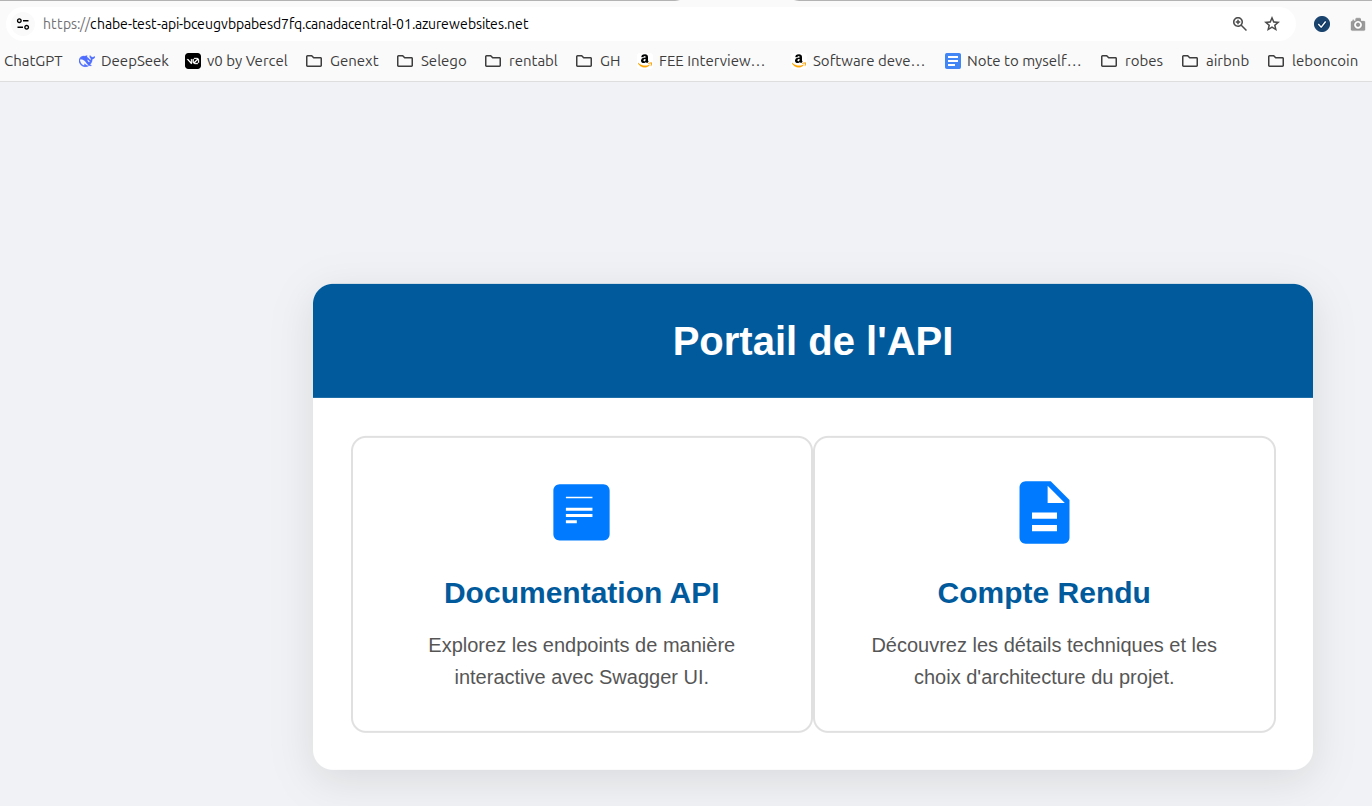 https://chabe-test-api-bceugvbpabesd7fq.canadacentral-01.azurewebsites.net
ChatGPT DeepSeek v0 by Vercel Genext Selego rentabl GH FEE Interview… Software deve… Note to myself… robes airbnb leboncoin
Portail de l'API
Documentation API
Explorez les endpoints de manière
interactive avec Swagger UI.
Compte Rendu
Découvrez les détails techniques et les
choix d'architecture du projet.